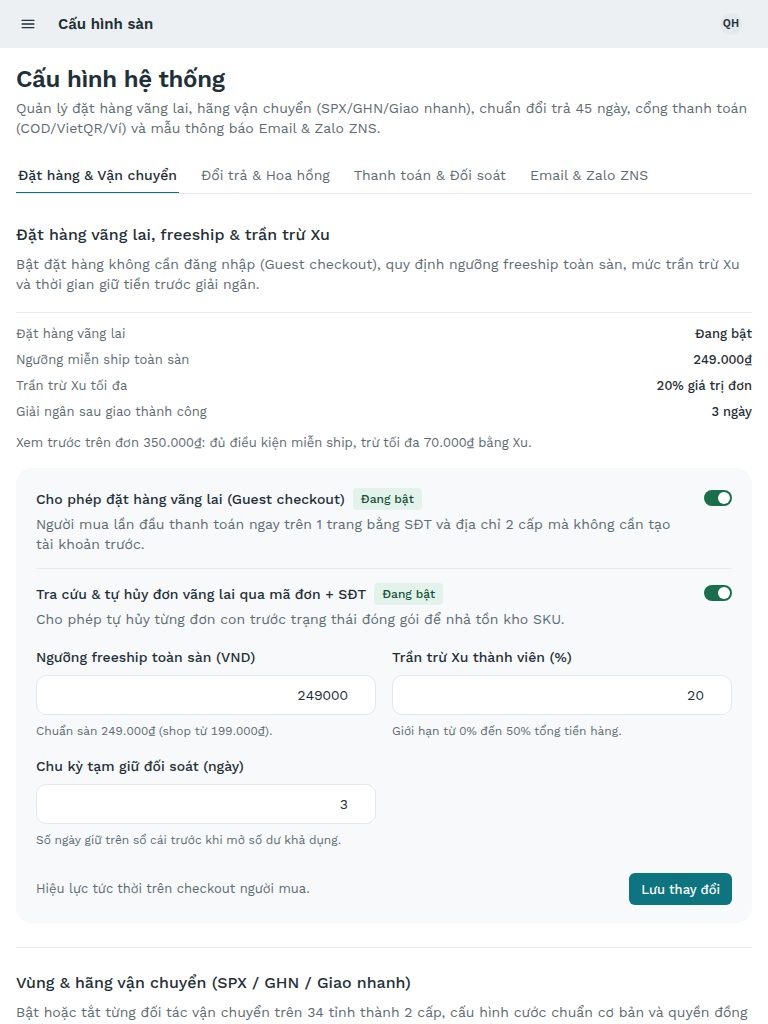 Cấu hình sàn
QH
Cấu hình hệ thống
Quản lý đặt hàng vãng lai, hãng vận chuyển (SPX/GHN/Giao nhanh), chuẩn đổi trả 45 ngày, cổng thanh toán
(COD/VietQR/Ví) và mẫu thông báo Email & Zalo ZNS.
Đặt hàng & Vận chuyển
Đổi trả & Hoa hồng
Thanh toán & Đối soát
Email & Zalo ZNS
Đặt hàng vãng lai, freeship & trần trừ Xu
Bật đặt hàng không cần đăng nhập (Guest checkout), quy định ngưỡng freeship toàn sàn, mức trần trừ Xu
và thời gian giữ tiền trước giải ngân.
Đặt hàng vãng lai
Đang bật
Ngưỡng miễn ship toàn sàn
249.000₫
Trần trừ Xu tối đa
20% giá trị đơn
Giải ngân sau giao thành công
3 ngày
Xem trước trên đơn 350.000₫: đủ điều kiện miễn ship, trừ tối đa 70.000₫ bằng Xu.
Cho phép đặt hàng vãng lai (Guest checkout)
Đang bật
Người mua lần đầu thanh toán ngay trên 1 trang bằng SĐT và địa chỉ 2 cấp mà không cần tạo
tài khoản trước.
Tra cứu & tự hủy đơn vãng lai qua mã đơn + SĐT
Đang bật
Cho phép tự hủy từng đơn con trước trạng thái đóng gói để nhả tồn kho SKU.
Ngưỡng freeship toàn sàn (VND)
Trần trừ Xu thành viên (%)
249000
20
Chuẩn sàn 249.000₫ (shop từ 199.000₫).
Giới hạn từ 0% đến 50% tổng tiền hàng.
Chu kỳ tạm giữ đối soát (ngày)
3
Số ngày giữ trên sổ cái trước khi mở số dư khả dụng.
Hiệu lực tức thời trên checkout người mua.
Lưu thay đổi
Vùng & hãng vận chuyển (SPX / GHN / Giao nhanh)
Bật hoặc tắt từng đối tác vận chuyển trên 34 tỉnh thành 2 cấp, cấu hình cước chuẩn cơ bản và quyền đồng